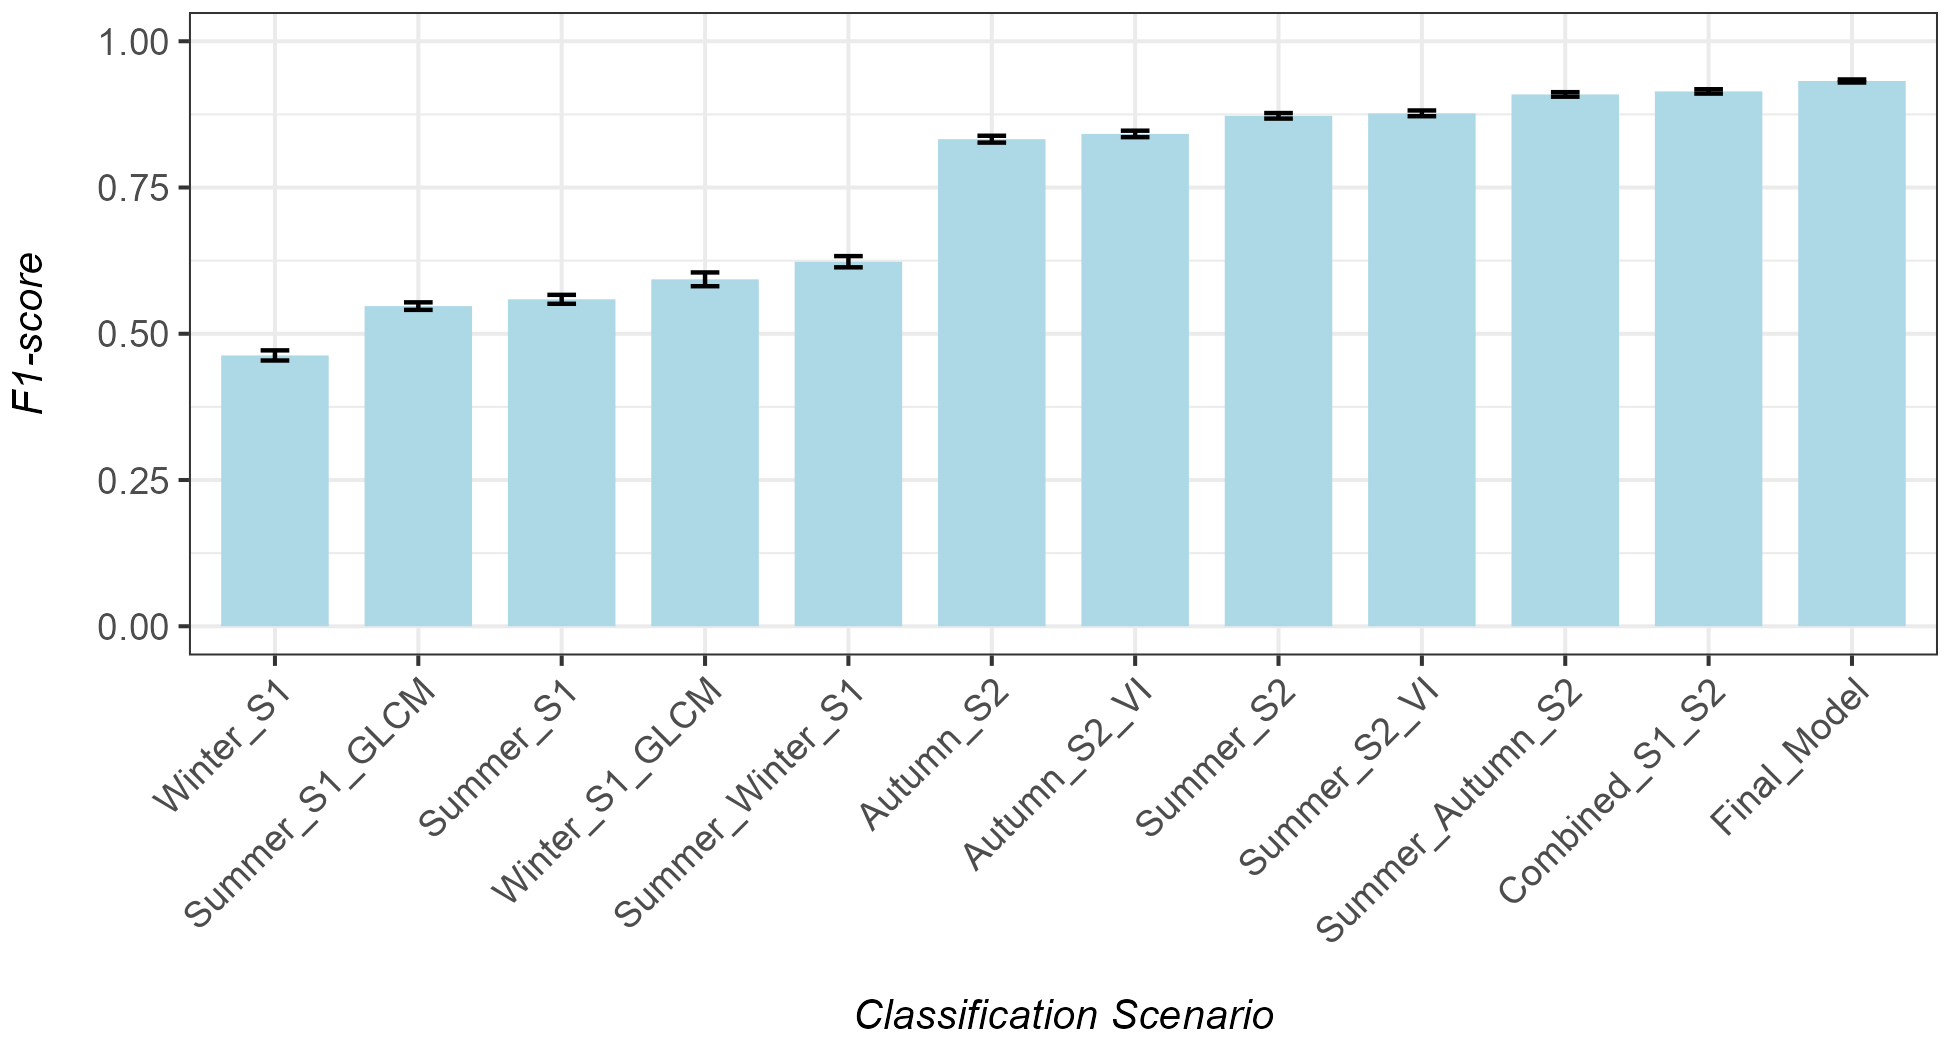 1.00
0.75
0.50
0.25
0.00
F1-score
Winter_S1
Summer_S1_GLCM
Summer_S1
Winter_S1_GLCM
Summer_Winter_S1
Autumn_S2
Autumn_S2_VI
Summer_S2
Summer_S2_VI
Summer_Autumn_S2
Combined_S1_S2
Final_Model
Classification Scenario